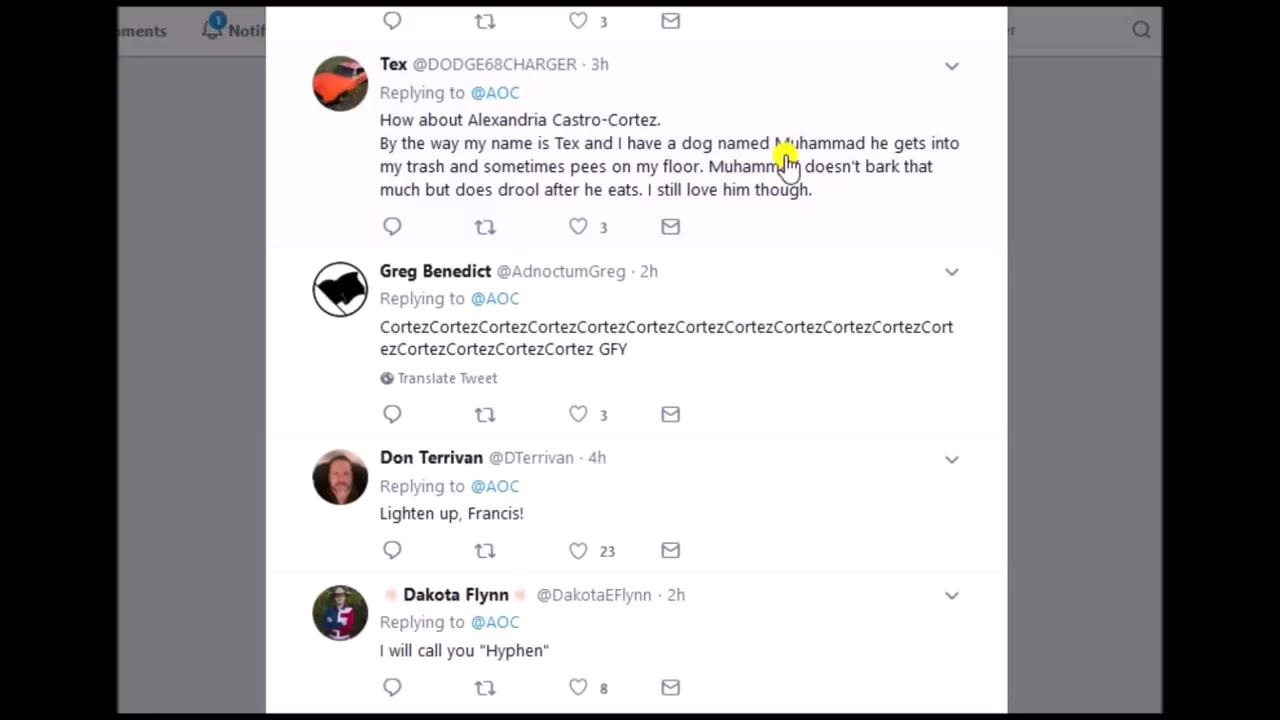 oments
1
Notif
3
er
Tex @DODGE68CHARGER · 3h
Replying to @AOC
How about Alexandria Castro-Cortez.
By the way my name is Tex and I have a dog named Muhammad he gets into
my trash and sometimes pees on my floor. Muhammad doesn't bark that
much but does drool after he eats. I still love him though.
3
Greg Benedict @AdnoctumGreg · 2h
Replying to @AOC
CortezCortezCortezCortezCortezCortezCortezCortezCortezCortezCortezCort
ezCortezCortezCortezCortez GFY
Translate Tweet
3
Don Terrivan @DTerrivan · 4h
Replying to @AOC
Lighten up, Francis!
23
Dakota Flynn @DakotaEFlynn · 2h
Replying to @AOC
I will call you "Hyphen"
8